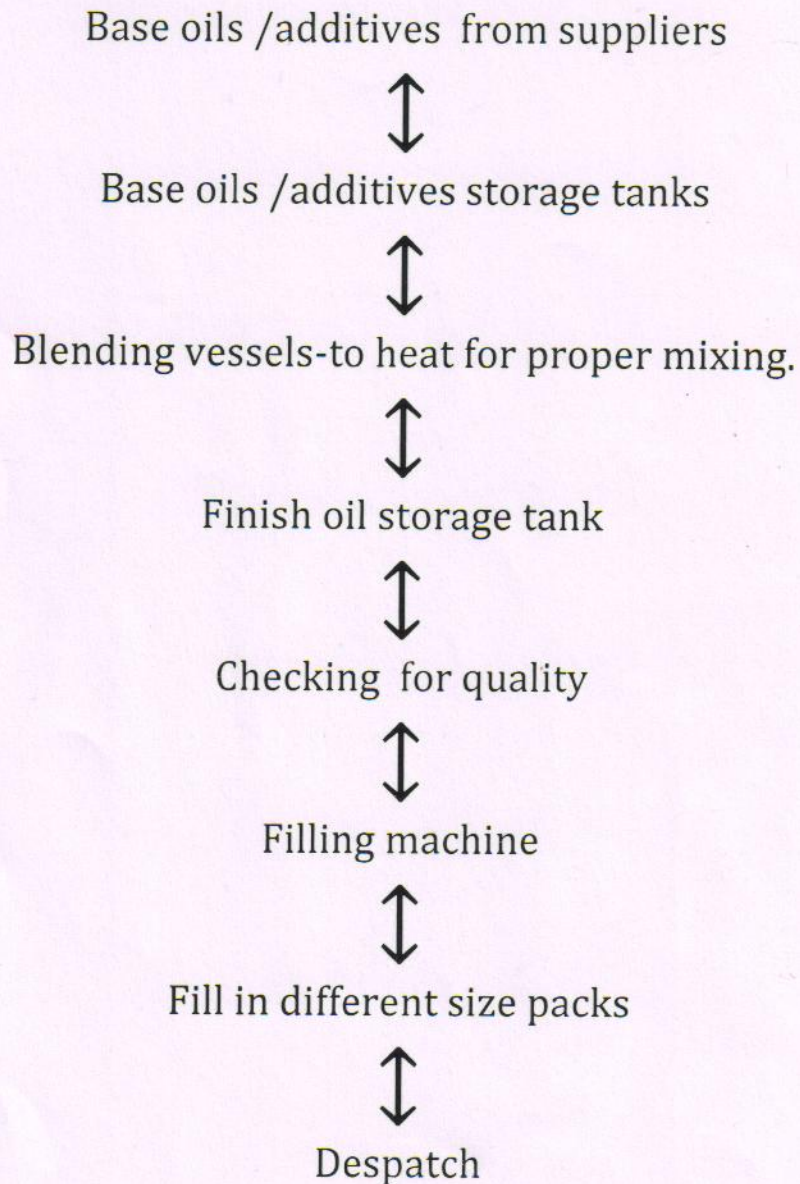 Base oils /additives from suppliers
Base oils /additives storage tanks
Blending vessels-to heat for proper mixing.
Finish oil storage tank
Checking for quality
Filling machine
Fill in different size packs
Despatch